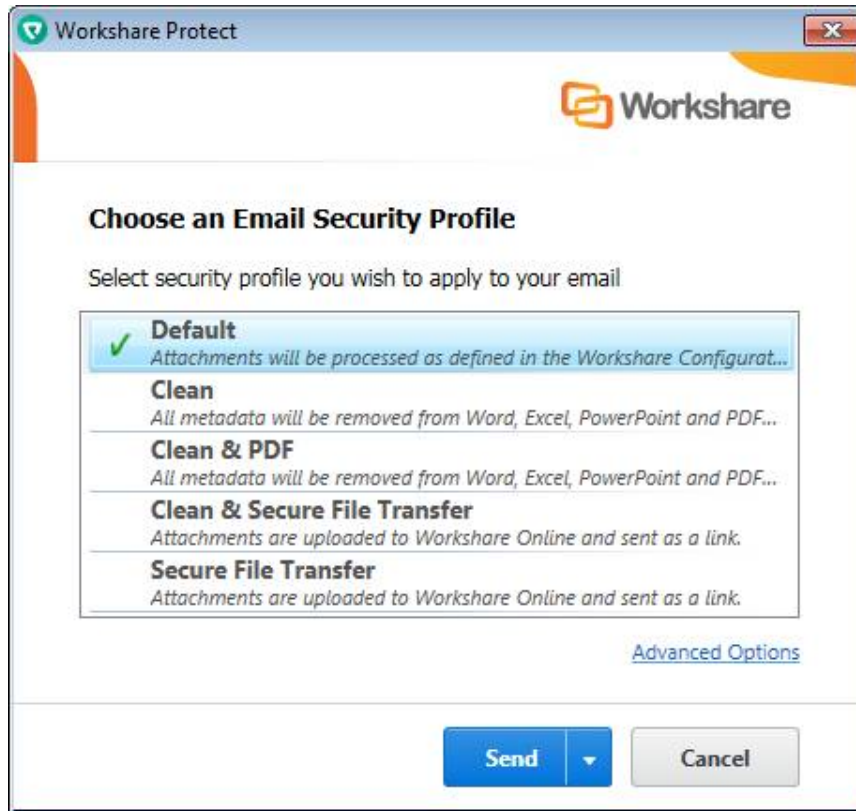 Workshare Protect
Workshare
Choose an Email Security Profile
Select security profile you wish to apply to your email
Default
Attachments will be processed as defined in the Workshare Configurat...
Clean
All metadata will be removed from Word, Excel, PowerPoint and PDF...
Clean & PDF
All metadata will be removed from Word, Excel, PowerPoint and PDF...
Clean & Secure File Transfer
Attachments are uploaded to Workshare Online and sent as a link.
Secure File Transfer
Attachments are uploaded to Workshare Online and sent as a link.
Advanced Options
Send
Cancel